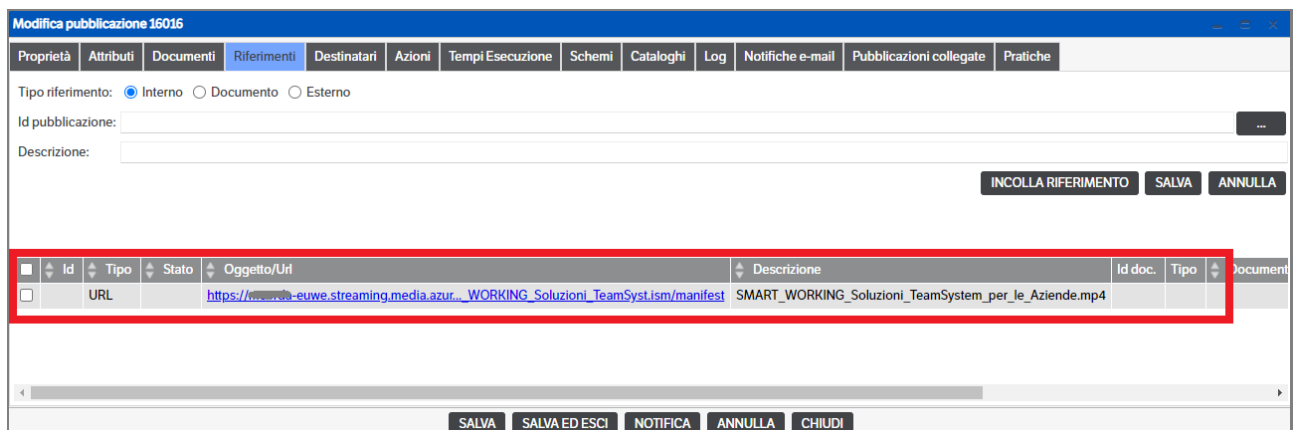 Modifica pubblicazione 16016
Proprietà Attributi Documenti Riferimenti Destinatari Azioni Tempi Esecuzione Schemi Cataloghi Log Notifiche e-mail Pubblicazioni collegate Pratiche
Tipo riferimento: Interno Documento Esterno
Id pubblicazione: ...
Descrizione:
INCOLLA RIFERIMENTO SALVA ANNULLA
Id Tipo Stato Oggetto/Url Descrizione Id doc. Tipo Document
URL https:// -euwe.streaming.media.azur..._WORKING_Soluzioni_TeamSyst.ism/manifest SMART_WORKING_Soluzioni_TeamSystem_per_le_Aziende.mp4
SALVA SALVA ED ESCI NOTIFICA ANNULLA CHIUDI